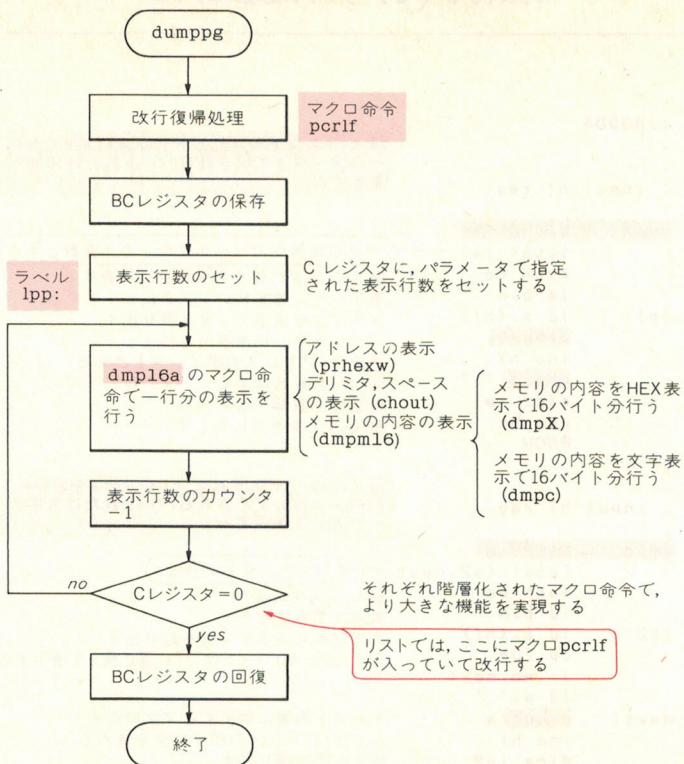 dumppg
改行復帰処理
マクロ命令
pcrlf
BCレジスタの保存
ラベル
lpp:
表示行数のセット
C レジスタに,パラメータで指定
された表示行数をセットする
dmp16a のマクロ命
令で一行分の表示を
行う
アドレスの表示
(prhexw)
デリミタ,スペース
の表示 (chout)
メモリの内容の表示
(dmpm16)
メモリの内容をHEX表
示で16バイト分行う
(dmpX)
メモリの内容を文字表
示で16バイト分行う
(dmpc)
表示行数のカウンタ
-1
no
Cレジスタ=0
yes
それぞれ階層化されたマクロ命令で,
より大きな機能を実現する
リストでは,ここにマクロpcrlf
が入っていて改行する
BCレジスタの回復
終了